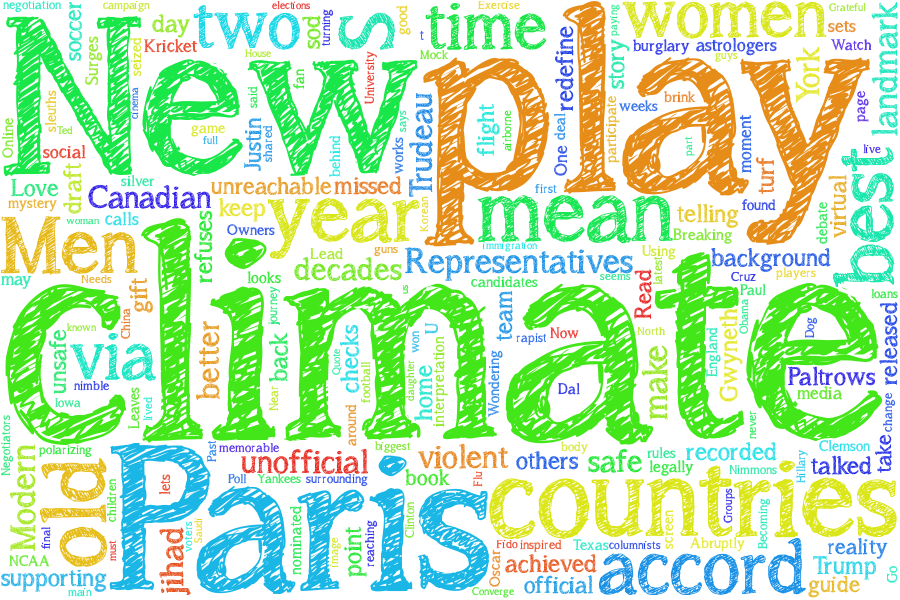 negotiation
campaign
elections
Exercise
Grateful
soccer
Surges
day
Kricket
seized
two
S
sod
turning
t
Mock
time
good
guys
paying
women
sets
Watch
landmark
New
play
Online
sleuths
Ted
social
cinema
game
full
House
University
said
fan
Justin
shared
behind
works
says
Trudeau
flight
airborne
One
deal
redefine
participate
story
burglary
astrologers
weeks
brink
part
York
moment
turf
page
live
best
virtual
debate
Love
mystery
draft
silver
woman
calls
Canadian
unreachable
missed
keep
Owners
year
Korean
mean
first
immigration
telling
Breaking
found
Men
may
Needs
gift
China
refuses
looks
journey
Lead
guns
decades
us
Representatives
candidates
seems
Using
latest
Read
background
Cruz
Paul
players
loans
climate
unsafe
known
via
nimble
Iowa
Leaves
lived
better
back
Near
Quote
checks
football
around
daughter
won
home
U
interpretation
team
Wondering
rapist
Now
Dal
North
make
England
Gwyneth
Obama
never
Dog
Paltrows
media
released
change
take
Negotiators
Modern
polarizing
old
Past
memorable
unofficial
biggest
violent
body
others
safe
rules
legally
recorded
Nimmons
Hillary
talked
Clemson
Paris
countries
children
must
lets
jihad
voters
Saudi
Poll
Yankees
surrounding
nominated
image
point
reaching
book
Clinton
Flu
screen
Groups
Abruptly
Becoming
NCAA
final
supporting
main
Oscar
Fido
inspired
achieved
Converge
official
Texas
columnists
accord
reality
Trump
guide
Go